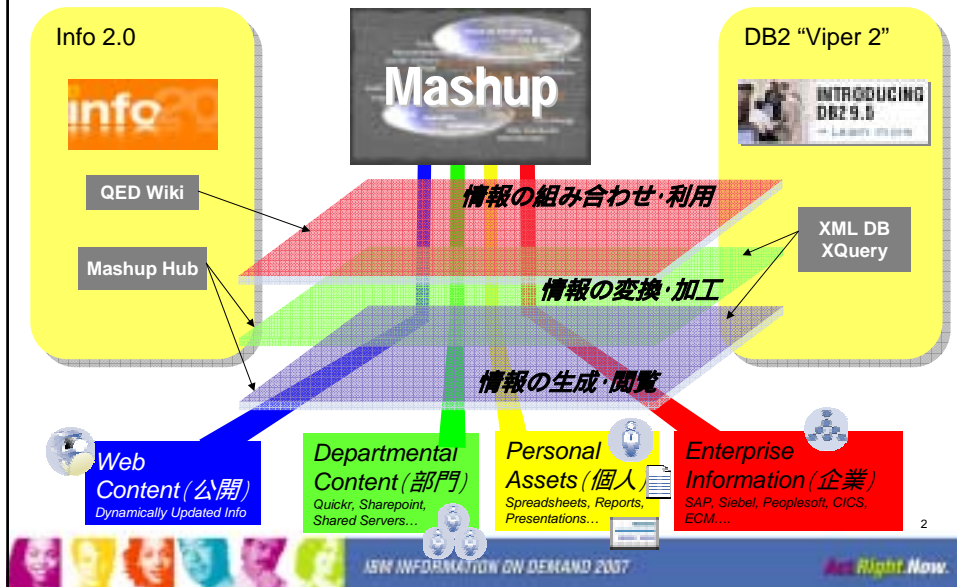 Info 2.0
info 20
QED Wiki
Mashup Hub
Mashup
DB2 “Viper 2”
INTRODUCING
DB2 9.5
→ Learn more
XML DB
XQuery
情報の組み合わせ・利用
情報の変換・加工
情報の生成・閲覧
Web
Content（公開）
Dynamically Updated Info
Departmental
Content（部門）
Quickr, Sharepoint,
Shared Servers…
Personal
Assets（個人）
Spreadsheets, Reports,
Presentations…
Enterprise
Information（企業）
SAP, Siebel, Peoplesoft, CICS,
ECM….
2
IBM INFORMATION ON DEMAND 2007
Act.Right.Now.